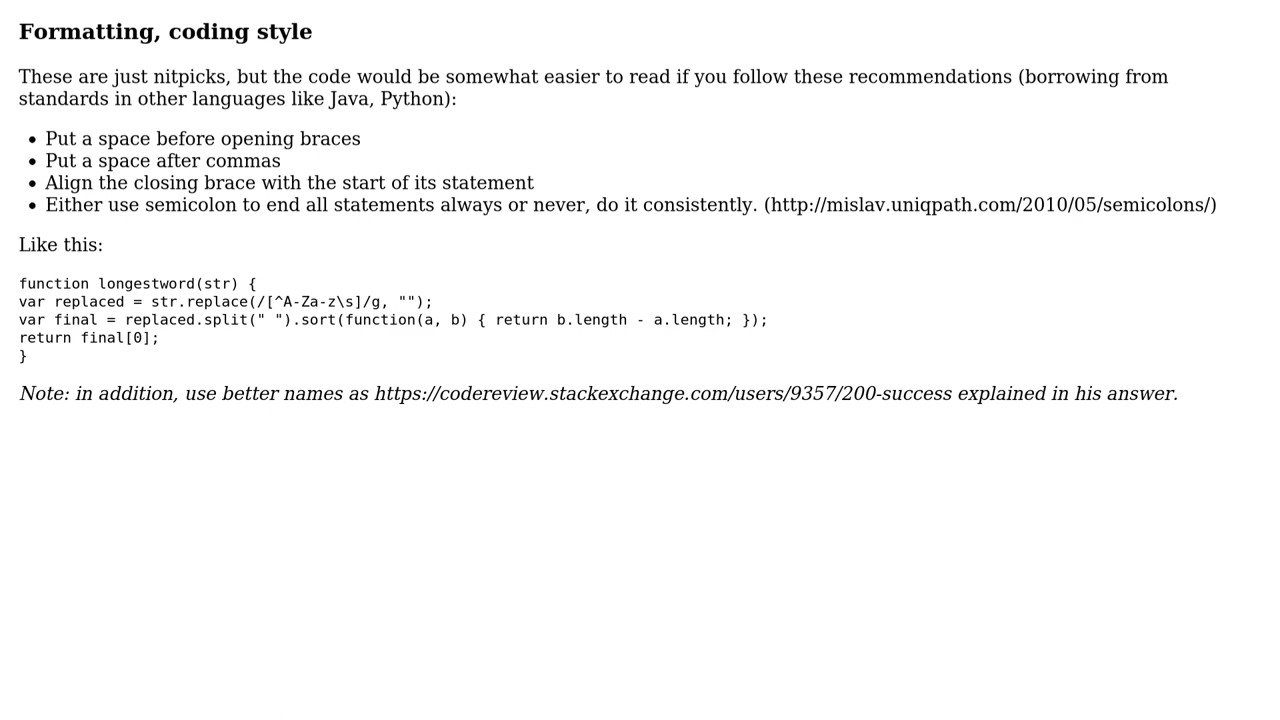 Formatting, coding style
These are just nitpicks, but the code would be somewhat easier to read if you follow these recommendations (borrowing from
standards in other languages like Java, Python):
• Put a space before opening braces
• Put a space after commas
• Align the closing brace with the start of its statement
• Either use semicolon to end all statements always or never, do it consistently. (http://mislav.uniqpath.com/2010/05/semicolons/)
Like this:
function longestword(str) {
var replaced = str.replace(/[^A-Za-z\s]/g, "");
var final = replaced.split(" ").sort(function(a, b) { return b.length - a.length; });
return final[0];
}
Note: in addition, use better names as https://codereview.stackexchange.com/users/9357/200-success explained in his answer.